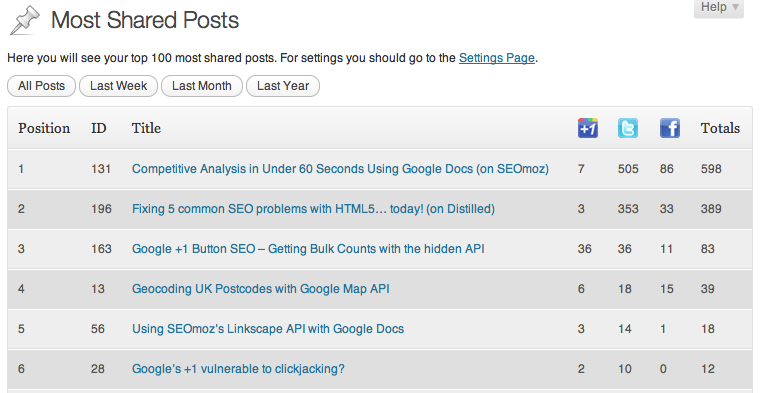 Help
Most Shared Posts
Here you will see your top 100 most shared posts. For settings you should go to the Settings Page.
All Posts Last Week Last Month Last Year
Position ID Title +1 t f Totals
1 131 Competitive Analysis in Under 60 Seconds Using Google Docs (on SEOmoz) 7 505 86 598
2 196 Fixing 5 common SEO problems with HTML5… today! (on Distilled) 3 353 33 389
3 163 Google +1 Button SEO – Getting Bulk Counts with the hidden API 36 36 11 83
4 13 Geocoding UK Postcodes with Google Map API 6 18 15 39
5 56 Using SEOmoz's Linkscape API with Google Docs 3 14 1 18
6 28 Google's +1 vulnerable to clickjacking? 2 10 0 12